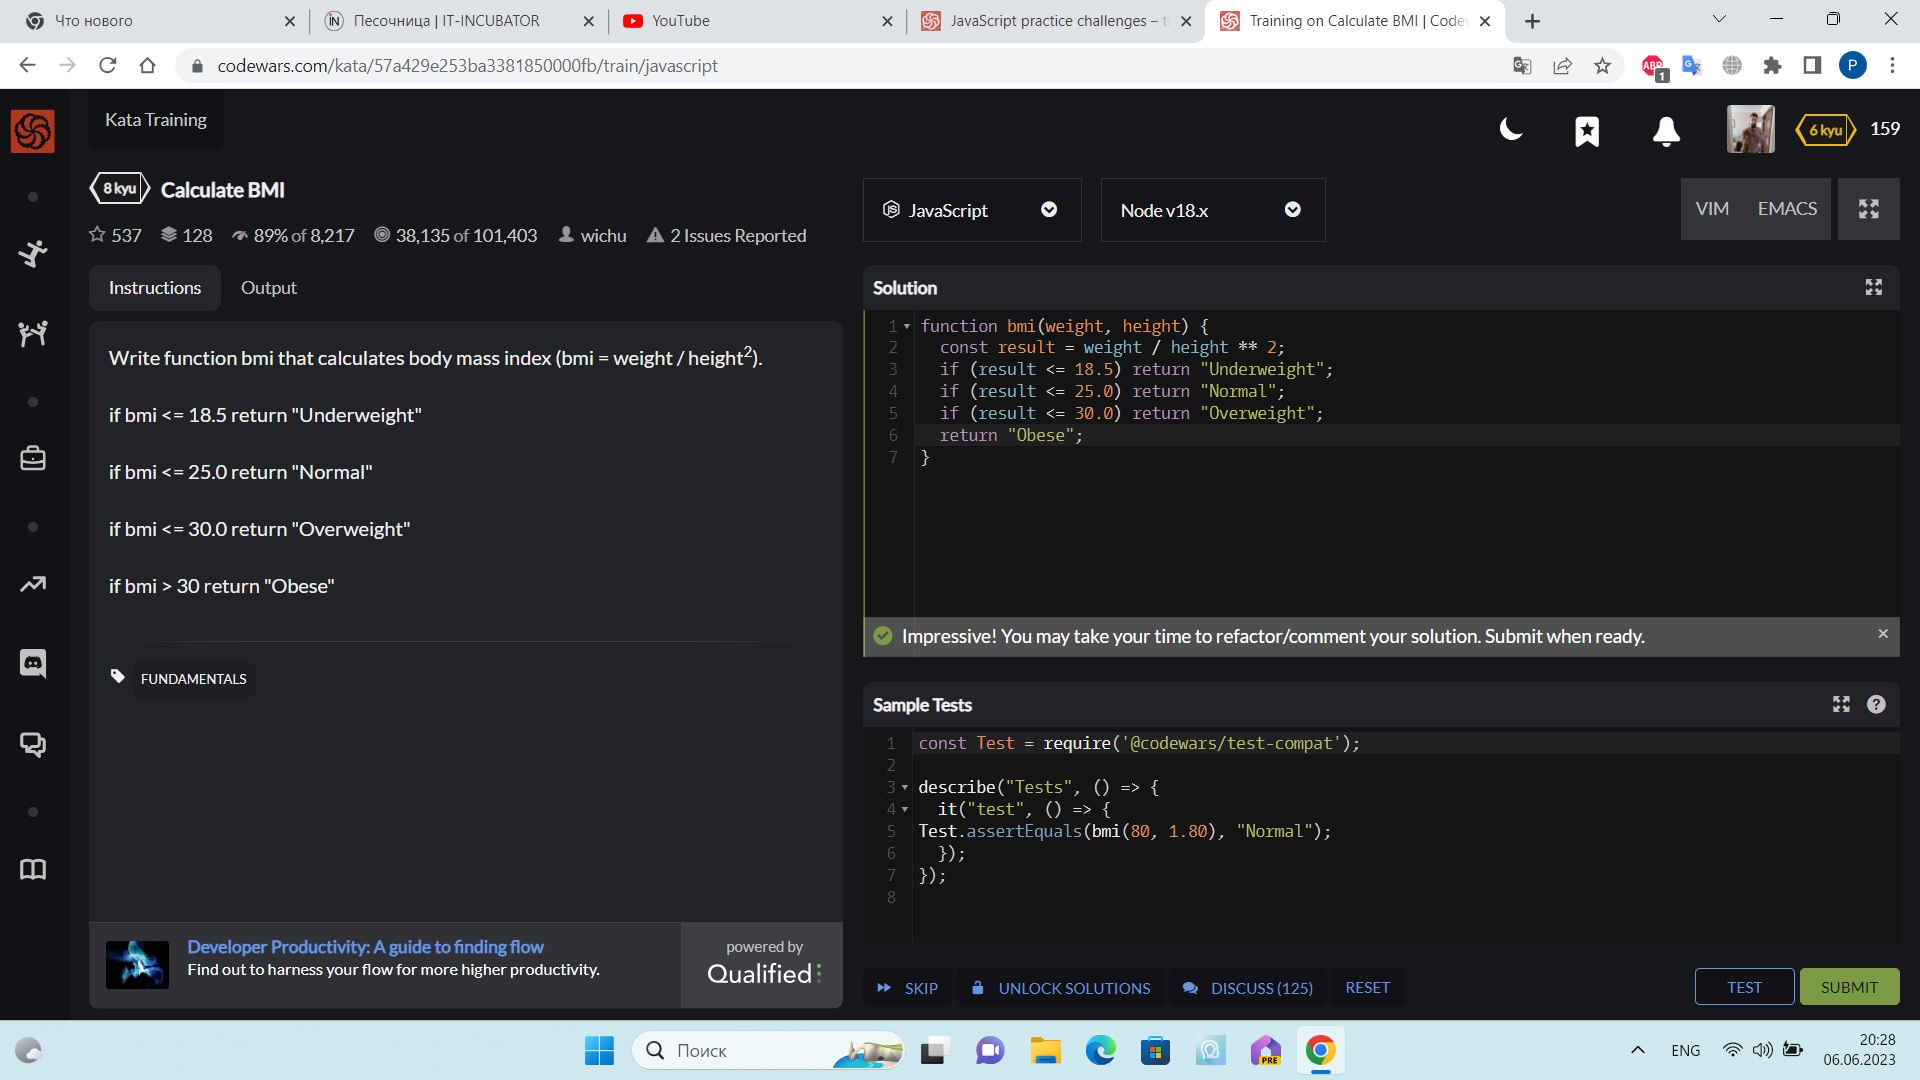 Что нового
Песочница | IT-INCUBATOR
YouTube
JavaScript practice challenges – t
Training on Calculate BMI | Codew
codewars.com/kata/57a429e253ba3381850000fb/train/javascript
ABP
1
P
Kata Training
6 kyu
159
8 kyu
Calculate BMI
537
128
89% of 8,217
38,135 of 101,403
wichu
2 Issues Reported
JavaScript
Node v18.x
VIM
EMACS
Instructions
Output
Write function bmi that calculates body mass index (bmi = weight / height²).
if bmi <= 18.5 return "Underweight"
if bmi <= 25.0 return "Normal"
if bmi <= 30.0 return "Overweight"
if bmi > 30 return "Obese"
FUNDAMENTALS
Developer Productivity: A guide to finding flow
Find out to harness your flow for more higher productivity.
powered by
Qualified
Solution
1 function bmi(weight, height) {
2 const result = weight / height ** 2;
3 if (result <= 18.5) return "Underweight";
4 if (result <= 25.0) return "Normal";
5 if (result <= 30.0) return "Overweight";
6 return "Obese";
7 }
Impressive! You may take your time to refactor/comment your solution. Submit when ready.
Sample Tests
1 const Test = require('@codewars/test-compat');
2
3 describe("Tests", () => {
4 it("test", () => {
5 Test.assertEquals(bmi(80, 1.80), "Normal");
6 });
7 });
8
SKIP
UNLOCK SOLUTIONS
DISCUSS (125)
RESET
TEST
SUBMIT
Поиск
PRE
ENG
20:28
06.06.2023